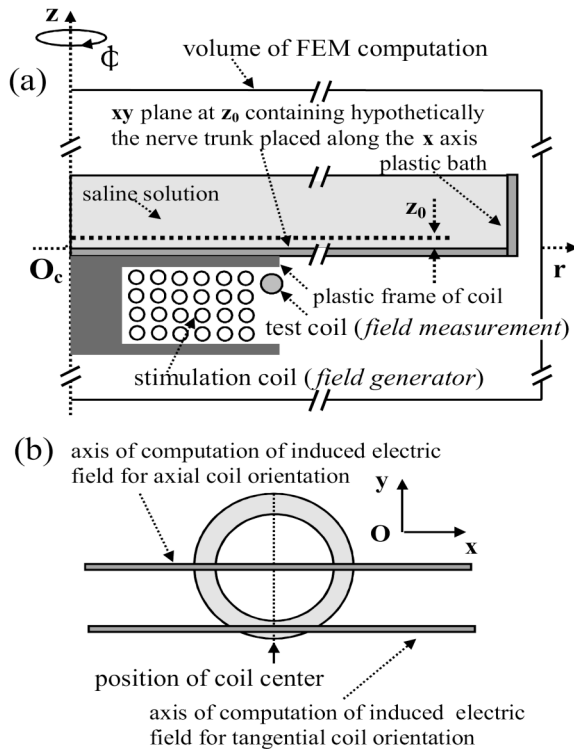 z
ф
volume of FEM computation
(a)
xy plane at z0 containing hypothetically
the nerve trunk placed along the x axis
plastic bath
saline solution
z0
Oc
r
plastic frame of coil
test coil (field measurement)
stimulation coil (field generator)
(b)
axis of computation of induced electric
field for axial coil orientation
y
O
x
position of coil center
axis of computation of induced electric
field for tangential coil orientation